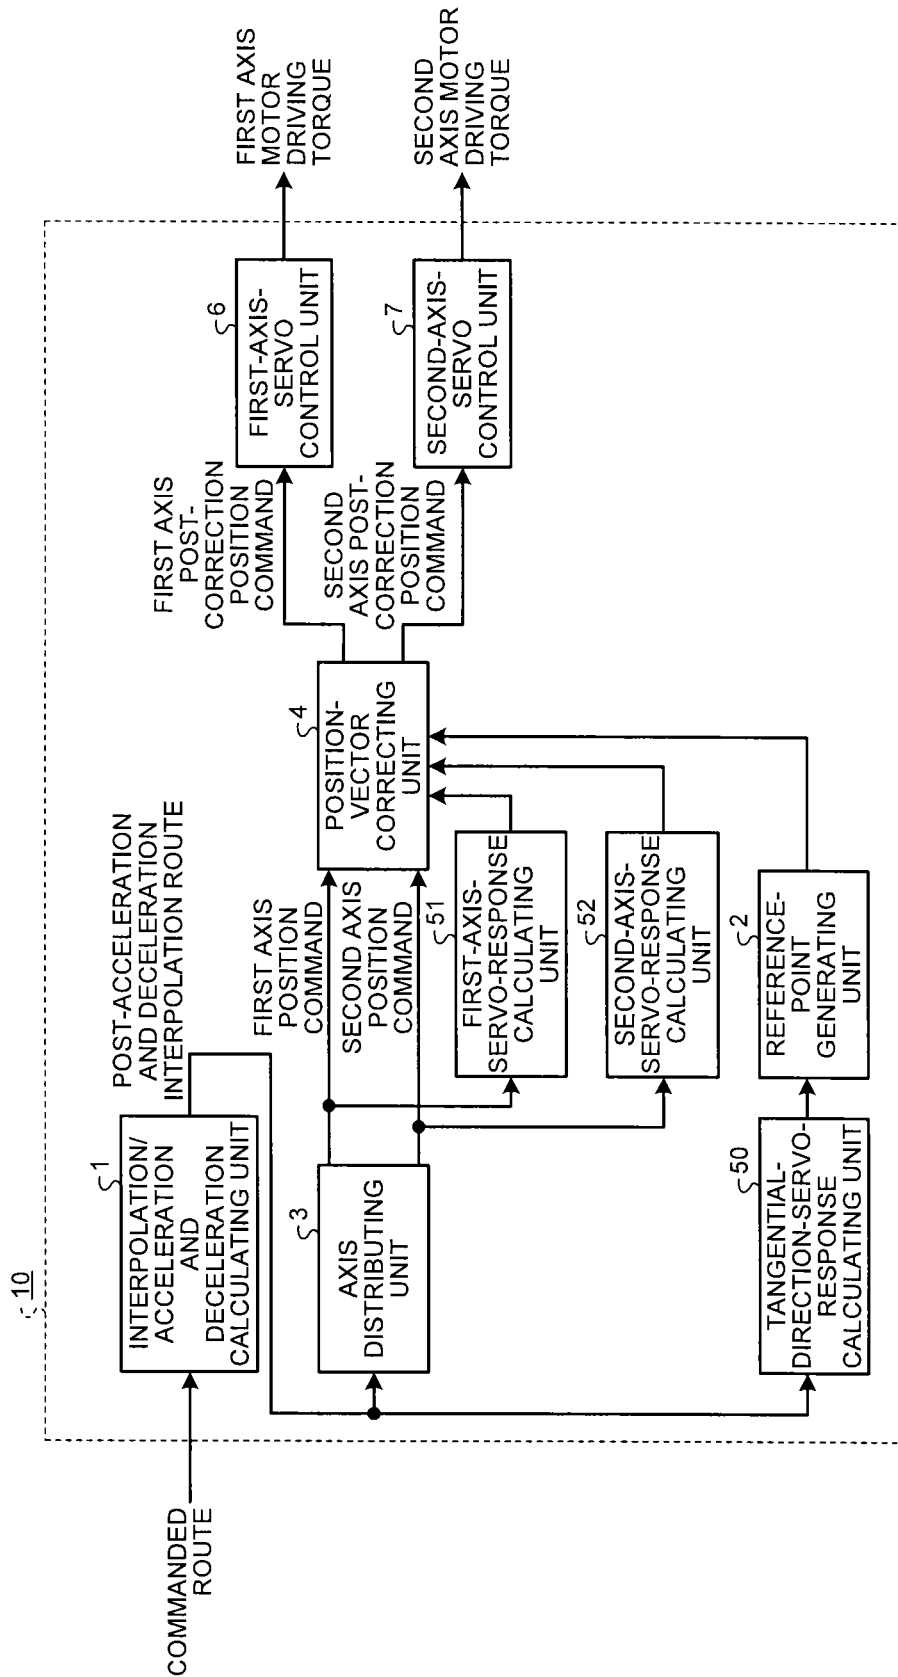 10
COMMANDED
ROUTE
1
INTERPOLATION/
ACCELERATION
AND
DECELERATION
CALCULATING UNIT
POST-ACCELERATION
AND DECELERATION
INTERPOLATION ROUTE
3
AXIS
DISTRIBUTING
UNIT
FIRST AXIS
POSITION
COMMAND
SECOND AXIS
POSITION
COMMAND
51
FIRST-AXIS-
SERVO-RESPONSE
CALCULATING
UNIT
52
SECOND-AXIS-
SERVO-RESPONSE
CALCULATING
UNIT
50
TANGENTIAL-
DIRECTION-SERVO-
RESPONSE
CALCULATING UNIT
2
REFERENCE-
POINT
GENERATING
UNIT
4
POSITION-
VECTOR
CORRECTING
UNIT
FIRST AXIS
POST-
CORRECTION
POSITION
COMMAND
SECOND
AXIS POST-
CORRECTION
POSITION
COMMAND
6
FIRST-AXIS-
SERVO
CONTROL UNIT
7
SECOND-AXIS-
SERVO
CONTROL UNIT
FIRST AXIS
MOTOR
DRIVING
TORQUE
SECOND
AXIS MOTOR
DRIVING
TORQUE